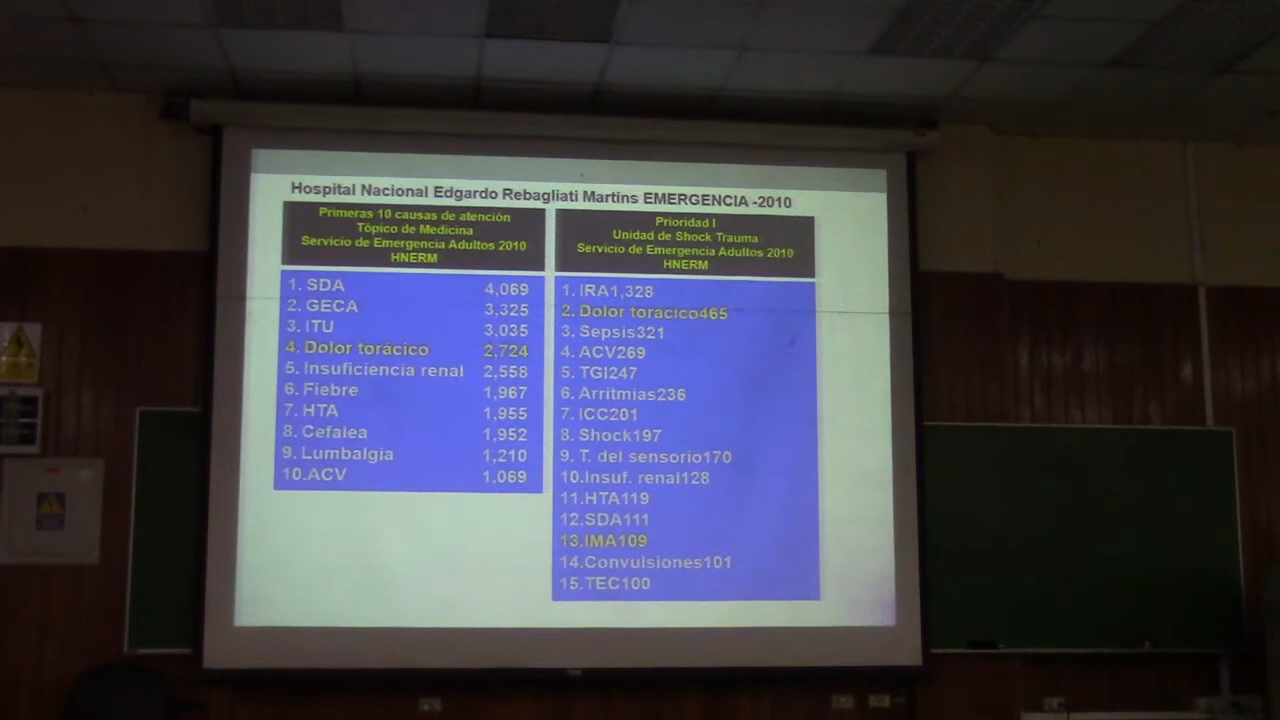 Hospital Nacional Edgardo Rebagliati Martins EMERGENCIA -2010
Primeras 10 causas de atención
Tópico de Medicina
Servicio de Emergencia Adultos 2010
HNERM
1. SDA 4,069
2. GECA 3,325
3. ITU 3,035
4. Dolor torácico 2,724
5. Insuficiencia renal 2,558
6. Fiebre 1,967
7. HTA 1,955
8. Cefalea 1,952
9. Lumbalgia 1,210
10.ACV 1.069
Prioridad I
Unidad de Shock Trauma
Servicio de Emergencia Adultos 2010
HNERM
1. IRA1,328
2. Dolor toracico465
3. Sepsis321
4. ACV269
5. TGI247
6. Arritmias236
7. ICC201
8. Shock197
9. T. del sensorio170
10.Insuf. renal128
11.HTA119
12.SDA111
13.IMA109
14.Convulsiones101
15.TEC100